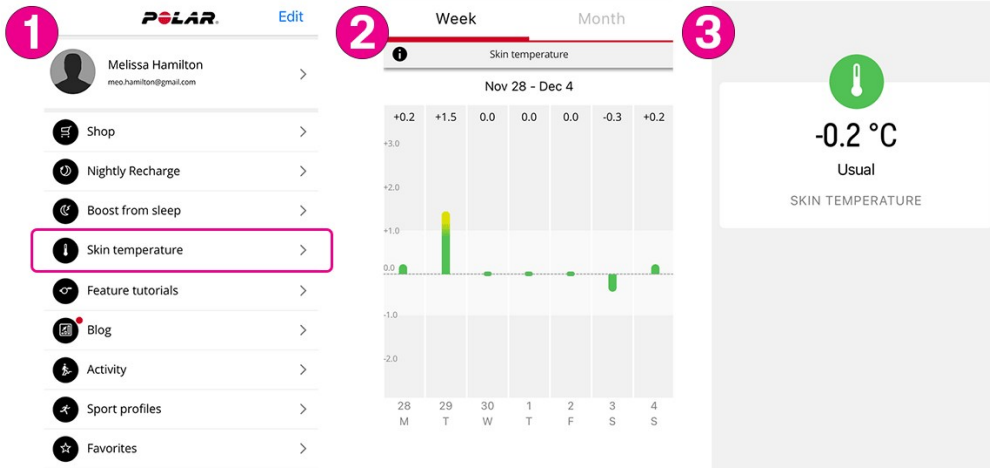 1
POLAR.
Edit
Melissa Hamilton
meo.hamilton@gmail.com
Shop
Nightly Recharge
Boost from sleep
Skin temperature
Feature tutorials
Blog
Activity
Sport profiles
Favorites
2
Week Month
Skin temperature
Nov 28 - Dec 4
+0.2 +1.5 0.0 0.0 0.0 -0.3 +0.2
+3.0
+2.0
+1.0
0.0
-1.0
-2.0
28 29 30 1 2 3 4
M T W T F S S
3
-0.2 °C
Usual
SKIN TEMPERATURE